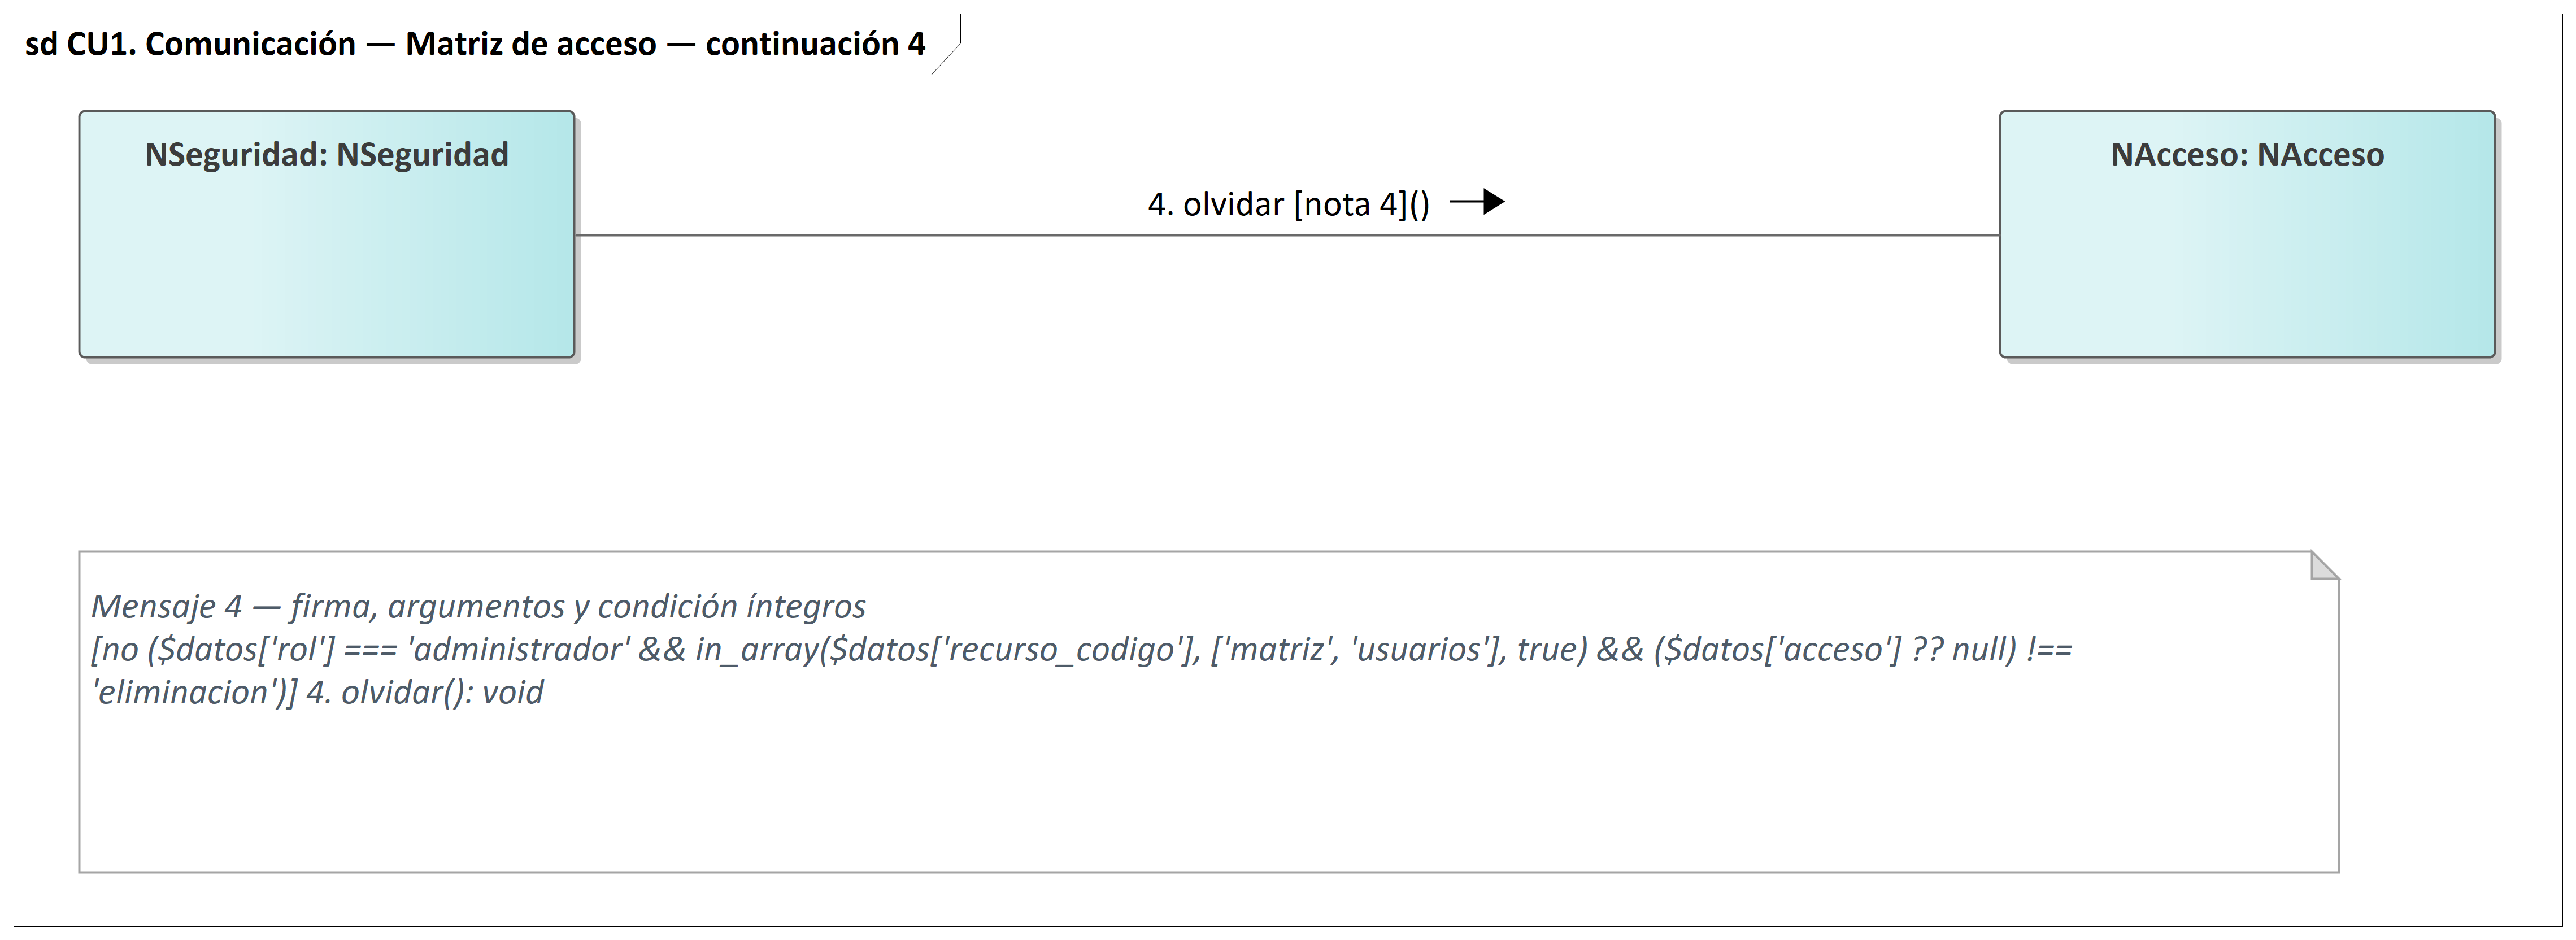 sd CU1. Comunicación — Matriz de acceso — continuación 4
NSeguridad: NSeguridad
NAcceso: NAcceso
4. olvidar [nota 4]()
Mensaje 4 — firma, argumentos y condición íntegros
[no ($datos['rol'] === 'administrador' && in_array($datos['recurso_codigo'], ['matriz', 'usuarios'], true) && ($datos['acceso'] ?? null) !==
'eliminacion')] 4. olvidar(): void